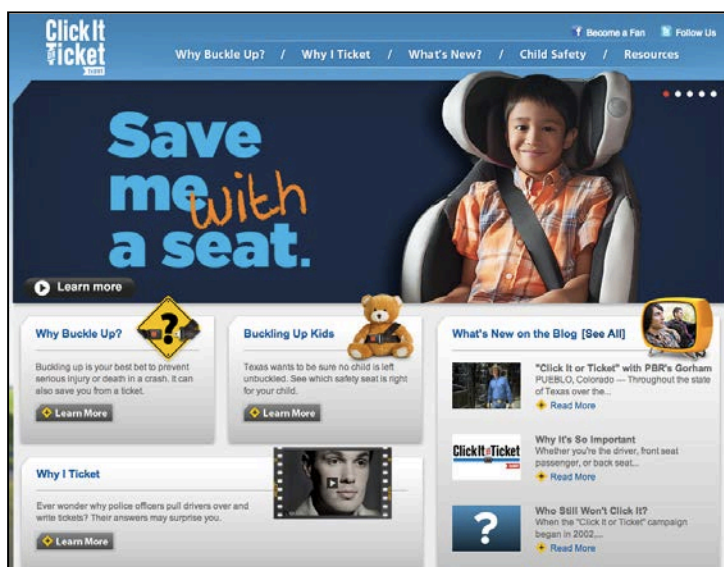 Click It
or Ticket
TxDOT
Become a Fan
Follow Us
Why Buckle Up? / Why I Ticket / What's New? / Child Safety / Resources
Save
me with
a seat.
Learn more
Why Buckle Up?
Buckling up is your best bet to prevent
serious injury or death in a crash. It can
also save you from a ticket.
Learn More
Buckling Up Kids
Texas wants to be sure no child is left
unbuckled. See which safety seat is right
for your child.
Learn More
Why I Ticket
Ever wonder why police officers pull drivers over and
write tickets? Their answers may surprise you.
Learn More
What's New on the Blog [See All]
"Click It or Ticket" with PBR's Gorham
PUEBLO, Colorado — Throughout the state
of Texas over the...
Read More
Click It or Ticket
Why It's So Important
Whether you're the driver, front seat
passenger, or back seat...
Read More
?
Who Still Won't Click It?
When the "Click It or Ticket" campaign
began in 2002,...
Read More